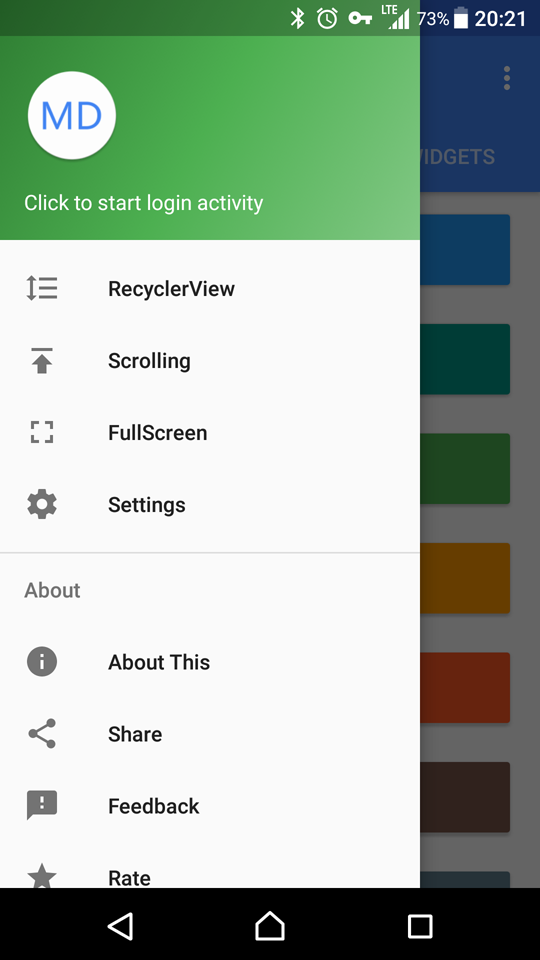 LTE 73% 20:21
MD
Click to start login activity
RecyclerView
Scrolling
FullScreen
Settings
About
About This
Share
Feedback
Rate